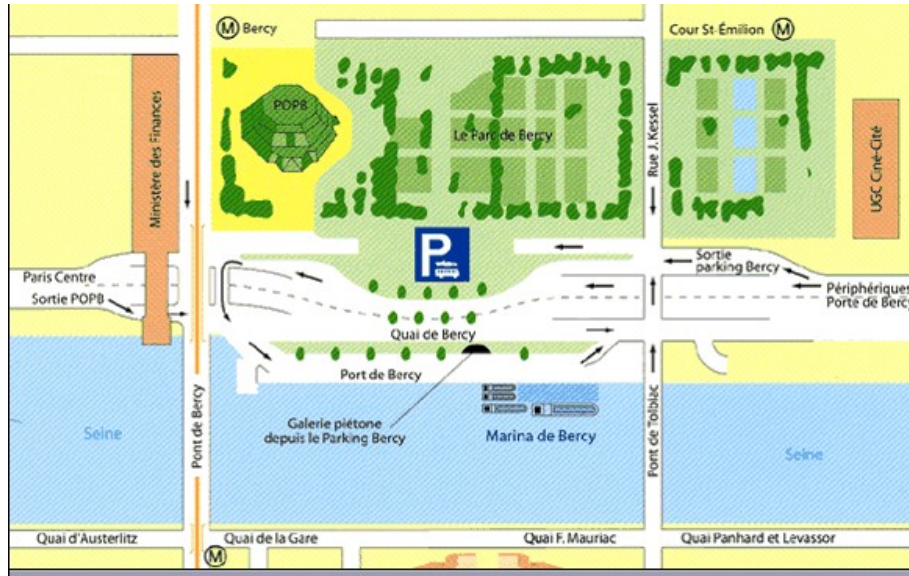 M Bercy
Cour St-Émilion M
POPB
Le Parc de Bercy
Ministère des Finances
Rue J. Kessel
UGC Ciné-Cité
P
Paris Centre
Sortie POPB
Sortie
parking Bercy
Périphériques
Porte de Bercy
Quai de Bercy
Port de Bercy
Galerie piétone
depuis le Parking Bercy
Marina de Bercy
Pont de Bercy
Pont de Tolbiac
Seine
Seine
Quai d'Austerlitz
Quai de la Gare
Quai F. Mauriac
Quai Panhard et Levassor
M